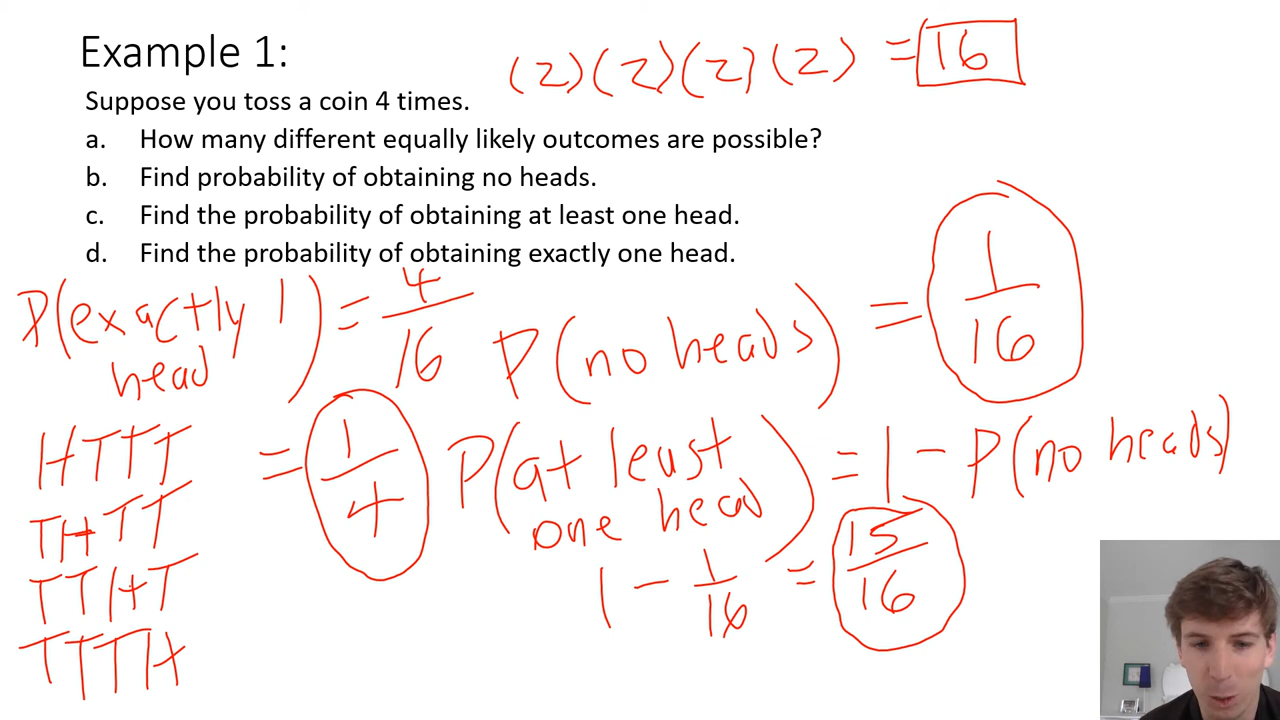 Example 1:
(2)(2)(2)(2) = 16
Suppose you toss a coin 4 times.
a. How many different equally likely outcomes are possible?
b. Find probability of obtaining no heads.
c. Find the probability of obtaining at least one head.
d. Find the probability of obtaining exactly one head.
P(exactly 1 head) = 4/16
= 1/4
HTTT
THTT
TTHT
TTTH
P(no heads) = 1/16
P(at least one head) = 1 - P(no heads)
1 - 1/16 = 15/16